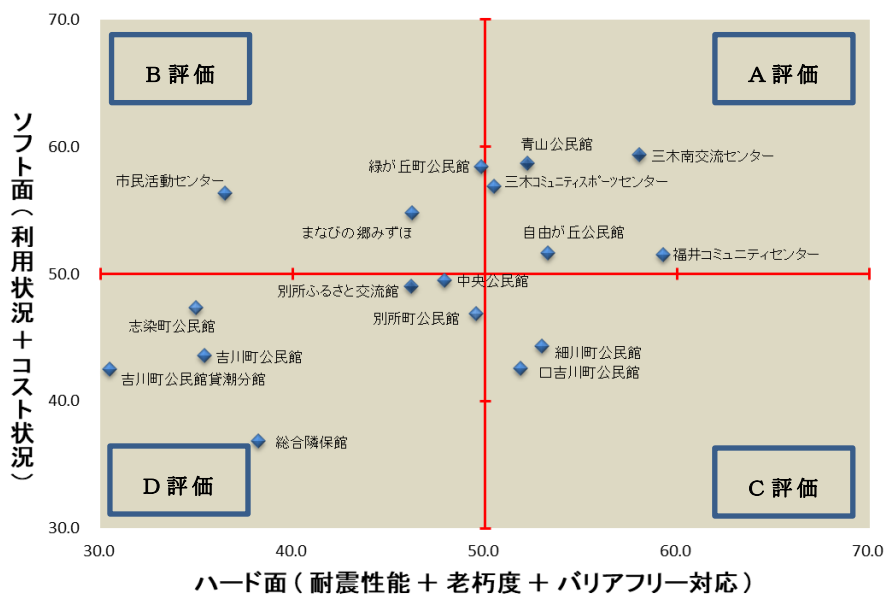 70.0
B 評価
A 評価
60.0
青山公民館
三木南交流センター
緑が丘町公民館
三木コミュニティスポーツセンター
市民活動センター
まなびの郷みずほ
自由が丘公民館
福井コミュニティセンター
50.0
中央公民館
別所ふるさと交流館
別所町公民館
志染町公民館
細川町公民館
吉川町公民館
口吉川町公民館
吉川町公民館貸潮分館
40.0
総合隣保館
D 評価
C 評価
30.0
30.0
40.0
50.0
60.0
70.0
ソフト面(利用状況＋コスト状況)
ハード面 ( 耐震性能 ＋ 老朽度 ＋ バリアフリー対応 )